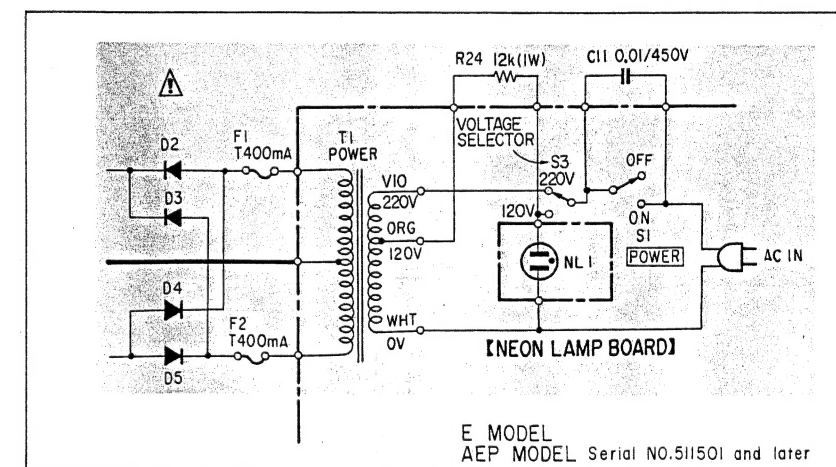 R24 12k(1W)
C11 0.01/450V
D2
F1
T400mA
T1
POWER
VOLTAGE
SELECTOR
S3
220V
OFF
D3
VIO
220V
ORG
120V
120V
ON
S1
POWER
NL1
AC IN
D4
F2
T400mA
WHT
0V
D5
【NEON LAMP BOARD】
E MODEL
AEP MODEL Serial NO.511501 and later